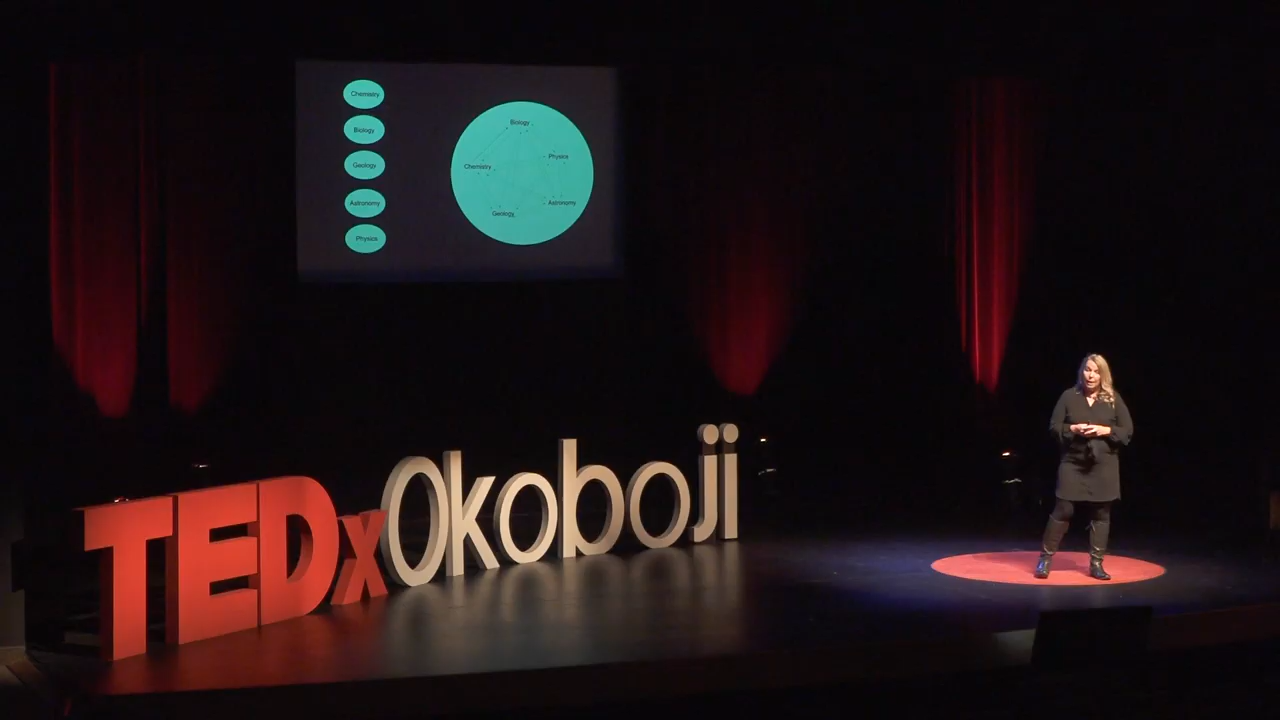 Chemistry
Biology
Geology
Astronomy
Physics
Biology
Physics
Chemistry
Astronomy
Geology
TEDxOkoboji